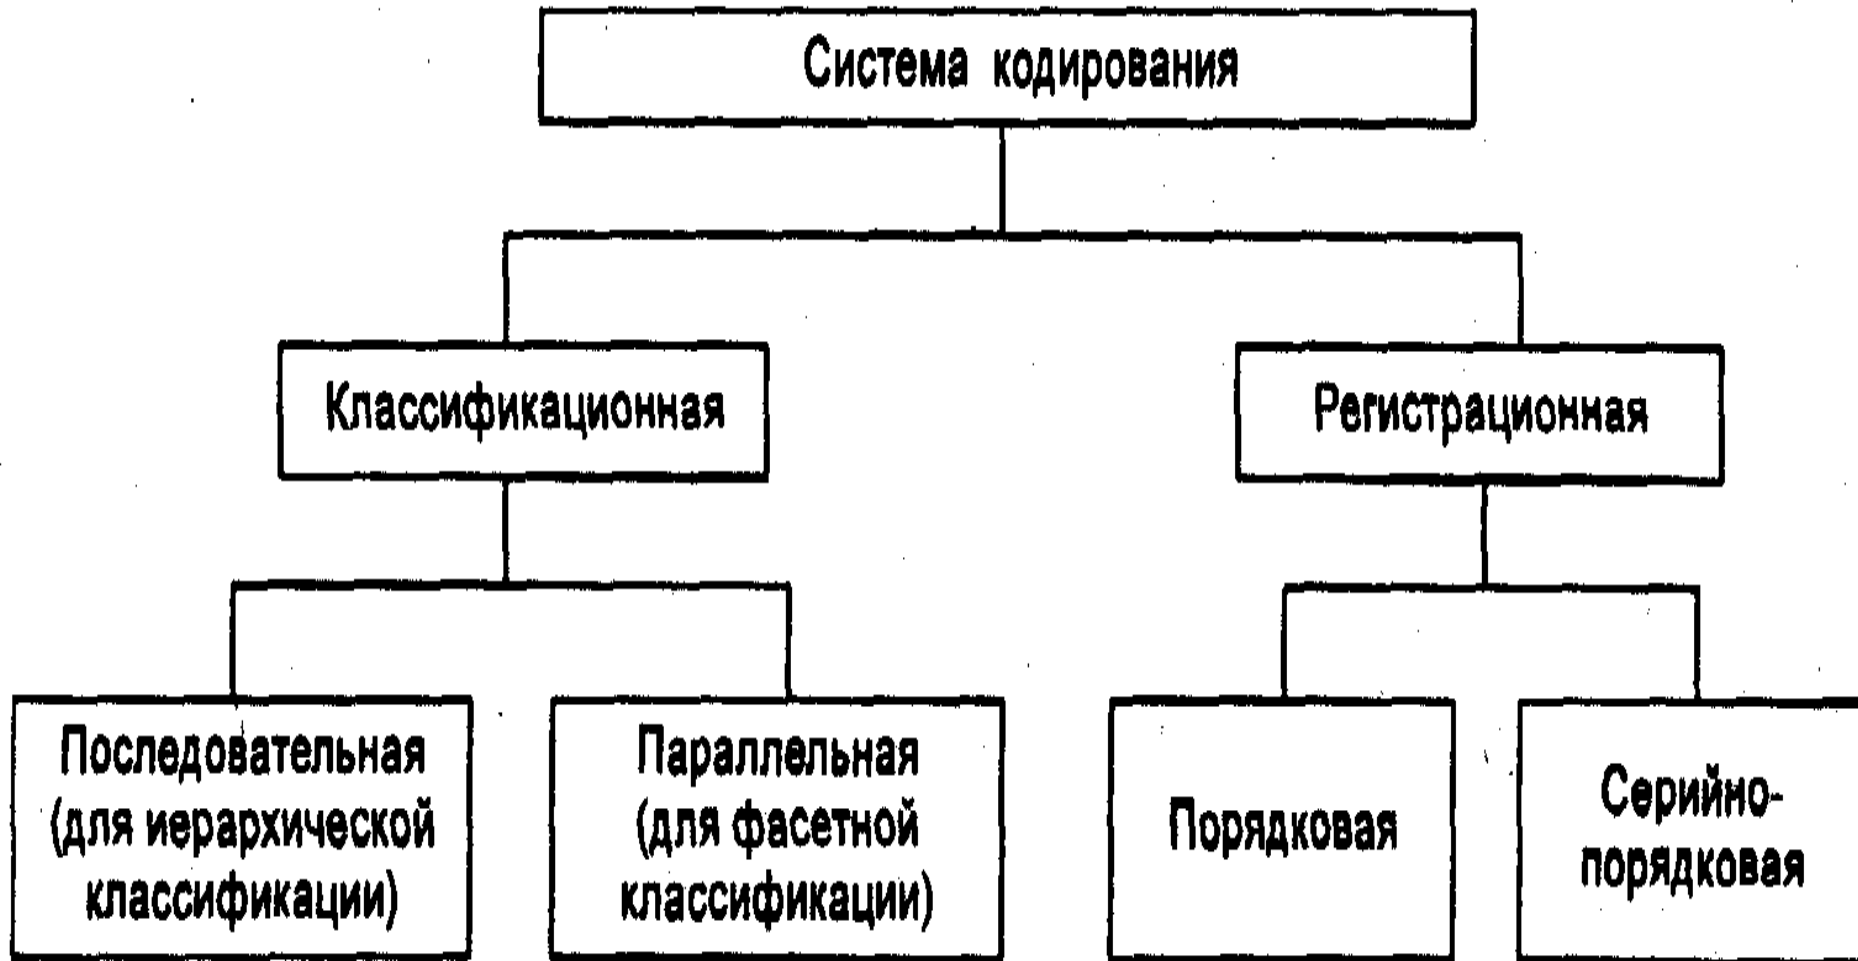 Система кодирования
Классификационная
Регистрационная
Последовательная
(для иерархической
классификации)
Параллельная
(для фасетной
классификации)
Порядковая
Серийно-
порядковая